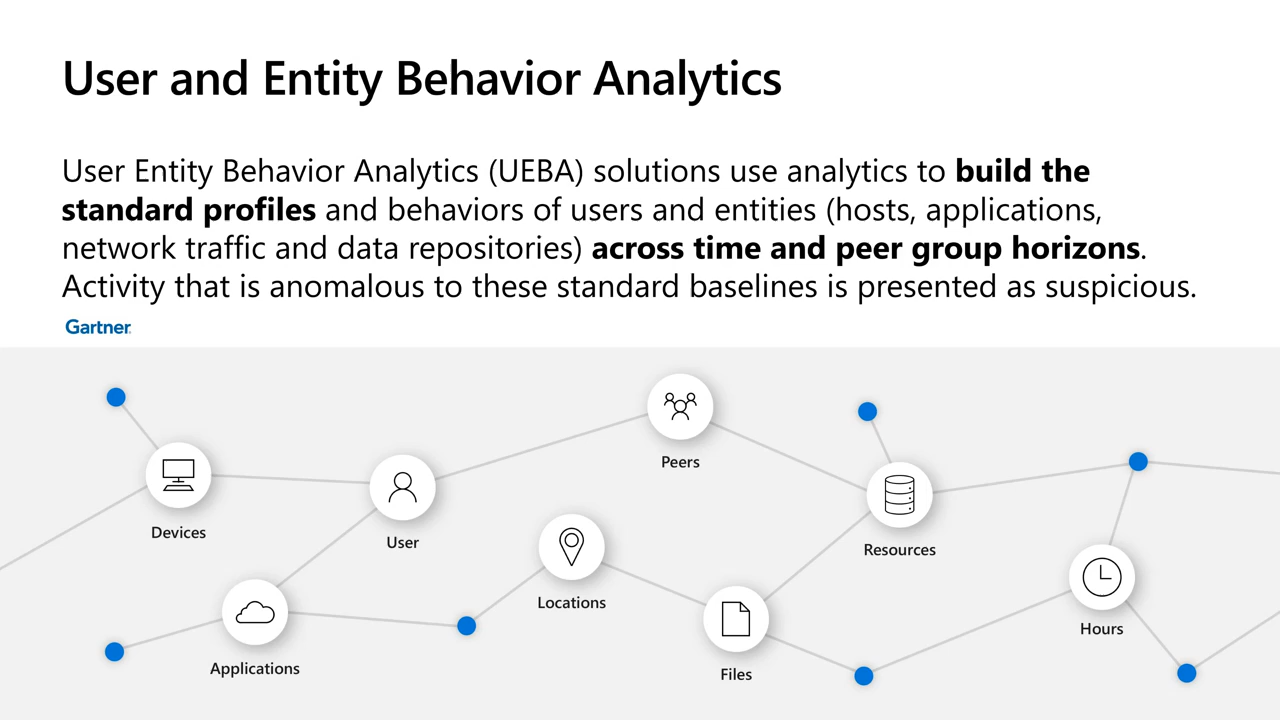 User and Entity Behavior Analytics
User Entity Behavior Analytics (UEBA) solutions use analytics to build the
standard profiles and behaviors of users and entities (hosts, applications,
network traffic and data repositories) across time and peer group horizons.
Activity that is anomalous to these standard baselines is presented as suspicious.
Gartner
Peers
Devices
User
Resources
Locations
Hours
Applications
Files